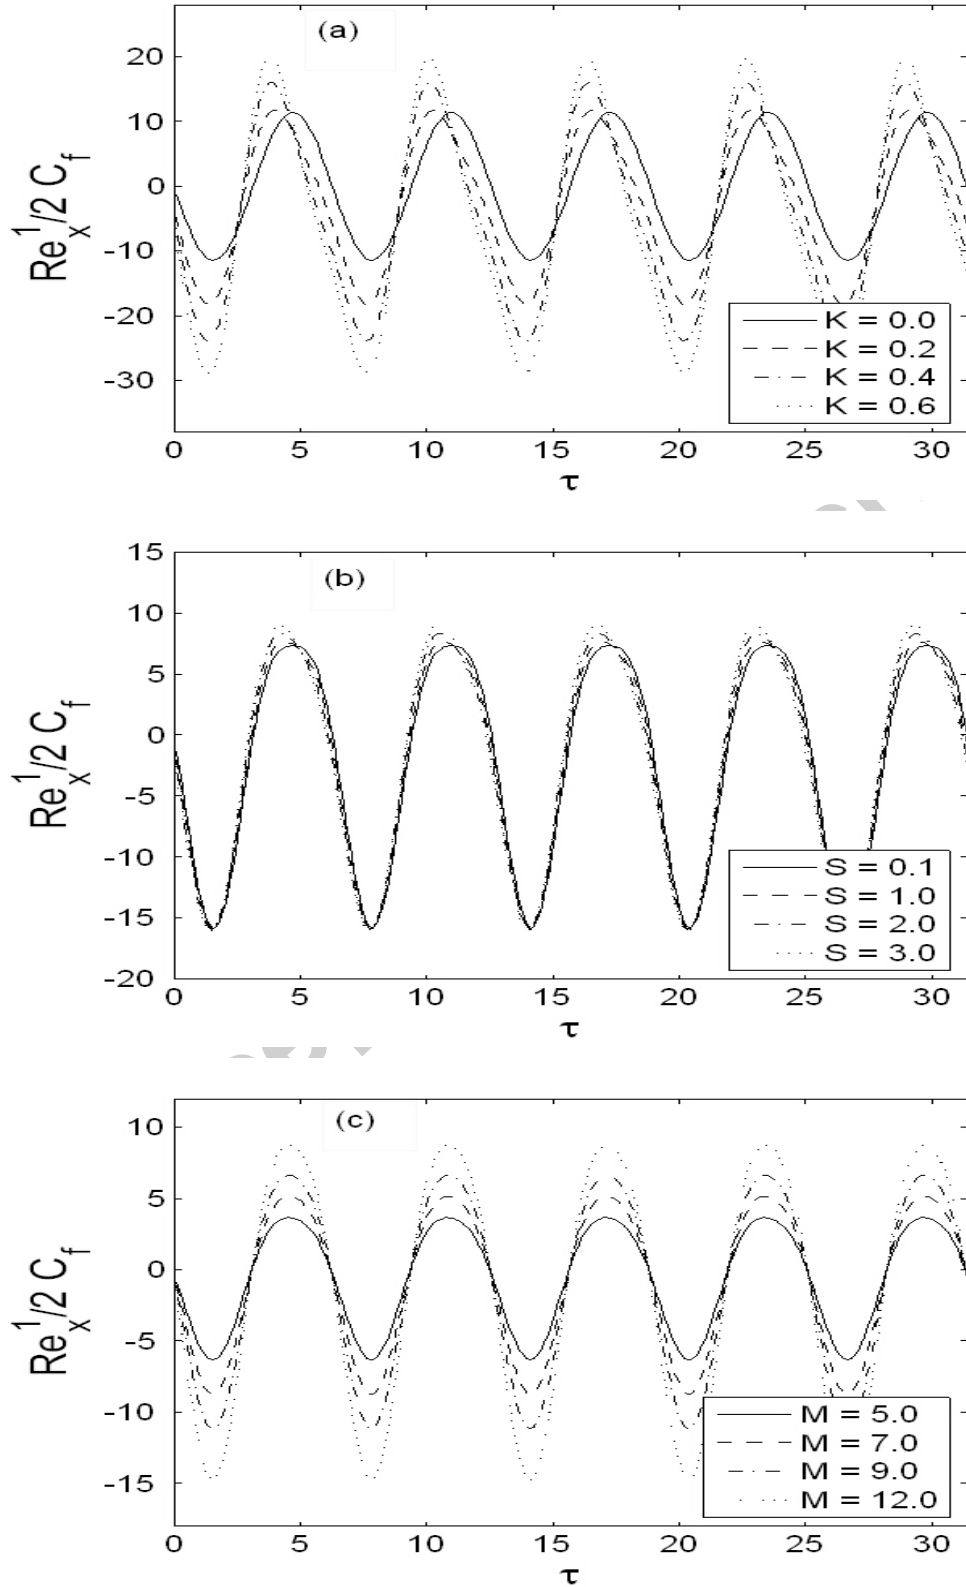 (a)
20
10
0
-10
-20
-30
Re_x^1/2 C_f
K = 0.0
K = 0.2
K = 0.4
K = 0.6
0 5 10 15 20 25 30
τ
(b)
15
10
5
0
-5
-10
-15
-20
Re_x^1/2 C_f
S = 0.1
S = 1.0
S = 2.0
S = 3.0
0 5 10 15 20 25 30
τ
(c)
10
5
0
-5
-10
-15
Re_x^1/2 C_f
M = 5.0
M = 7.0
M = 9.0
M = 12.0
0 5 10 15 20 25 30
τ